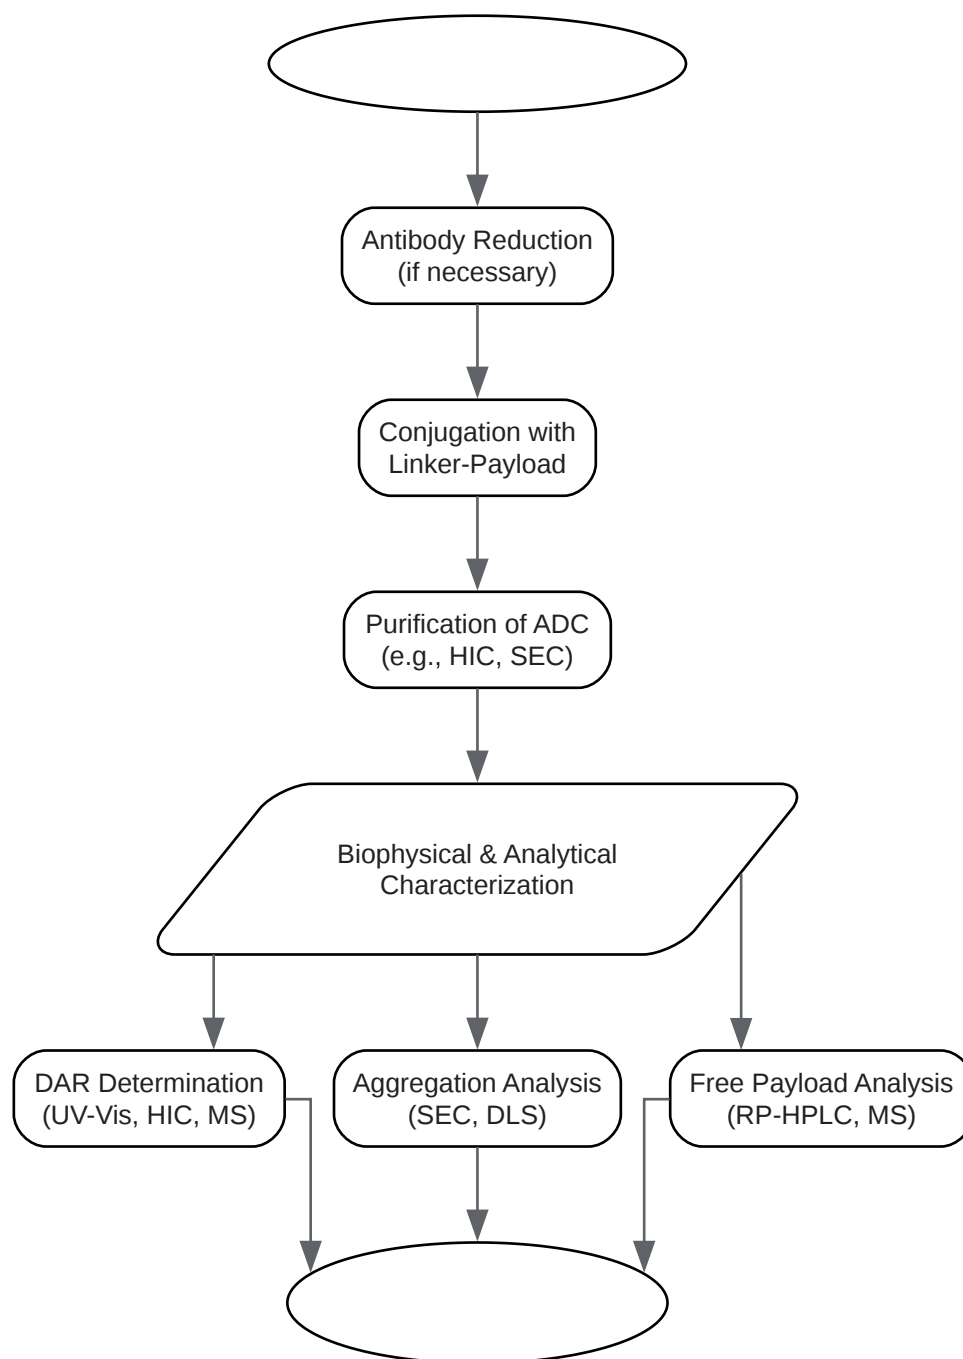 Antibody Reduction
(if necessary)
Conjugation with
Linker-Payload
Purification of ADC
(e.g., HIC, SEC)
Biophysical & Analytical
Characterization
DAR Determination
(UV-Vis, HIC, MS)
Aggregation Analysis
(SEC, DLS)
Free Payload Analysis
(RP-HPLC, MS)